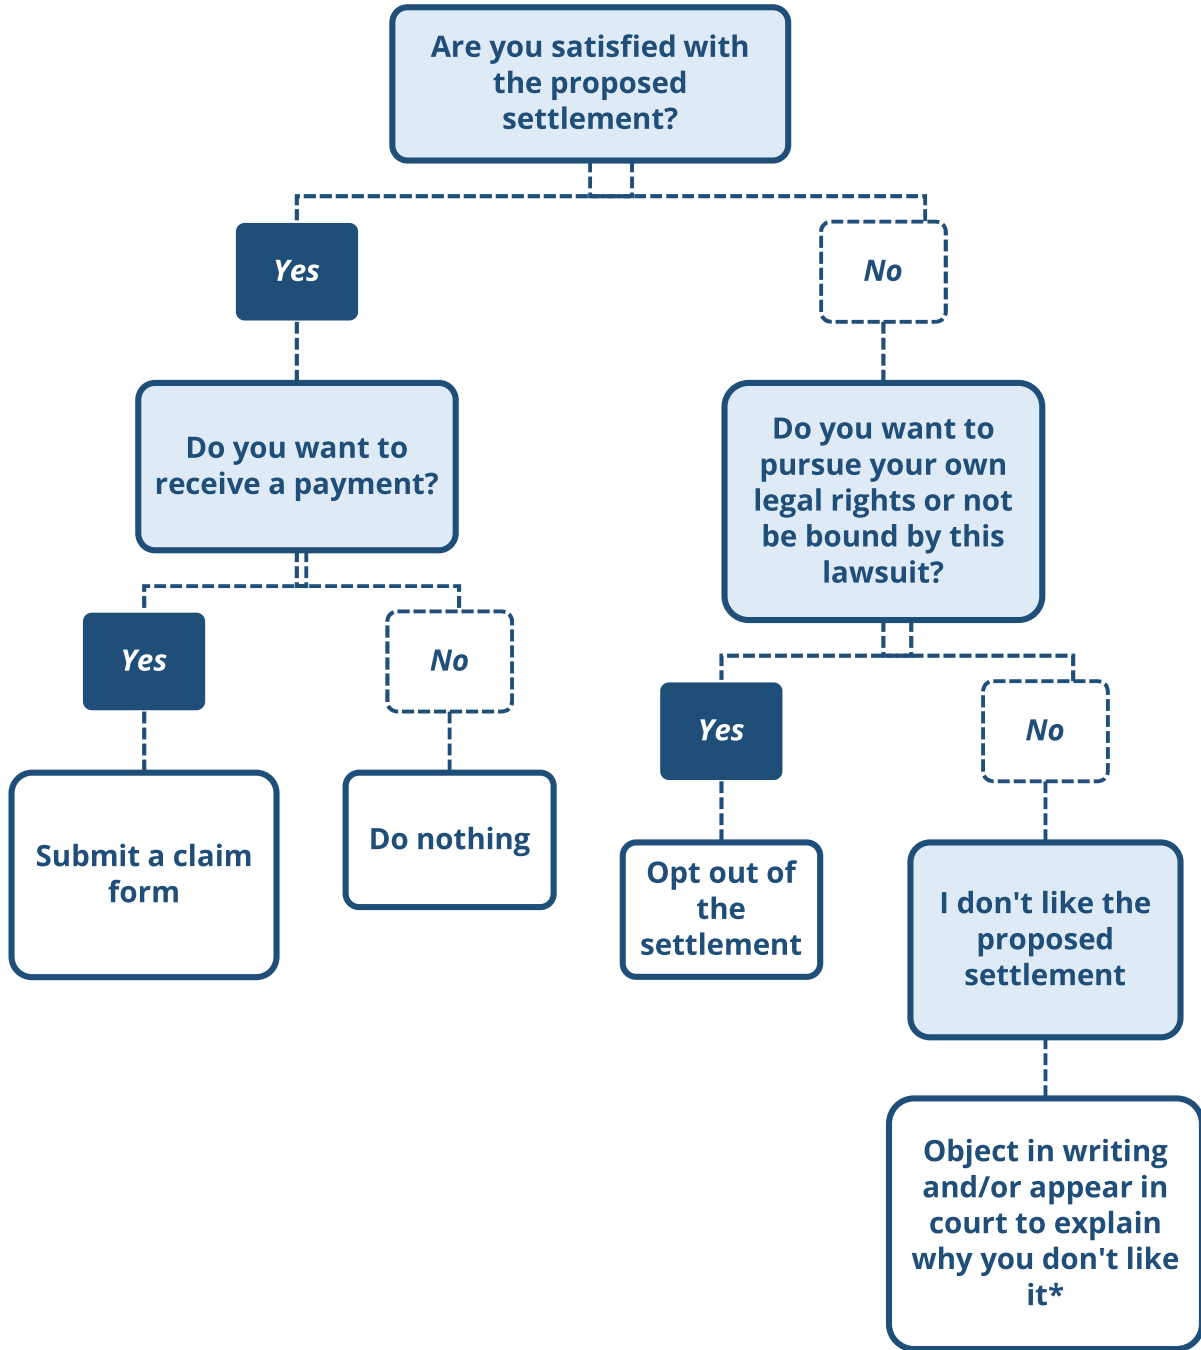 Are you satisfied with
the proposed
settlement?
Yes
No
Do you want to
receive a payment?
Do you want to
pursue your own
legal rights or not
be bound by this
lawsuit?
Yes
No
Yes
No
Submit a claim
form
Do nothing
Opt out of
the
settlement
I don't like the
proposed
settlement
Object in writing
and/or appear in
court to explain
why you don't like
it*